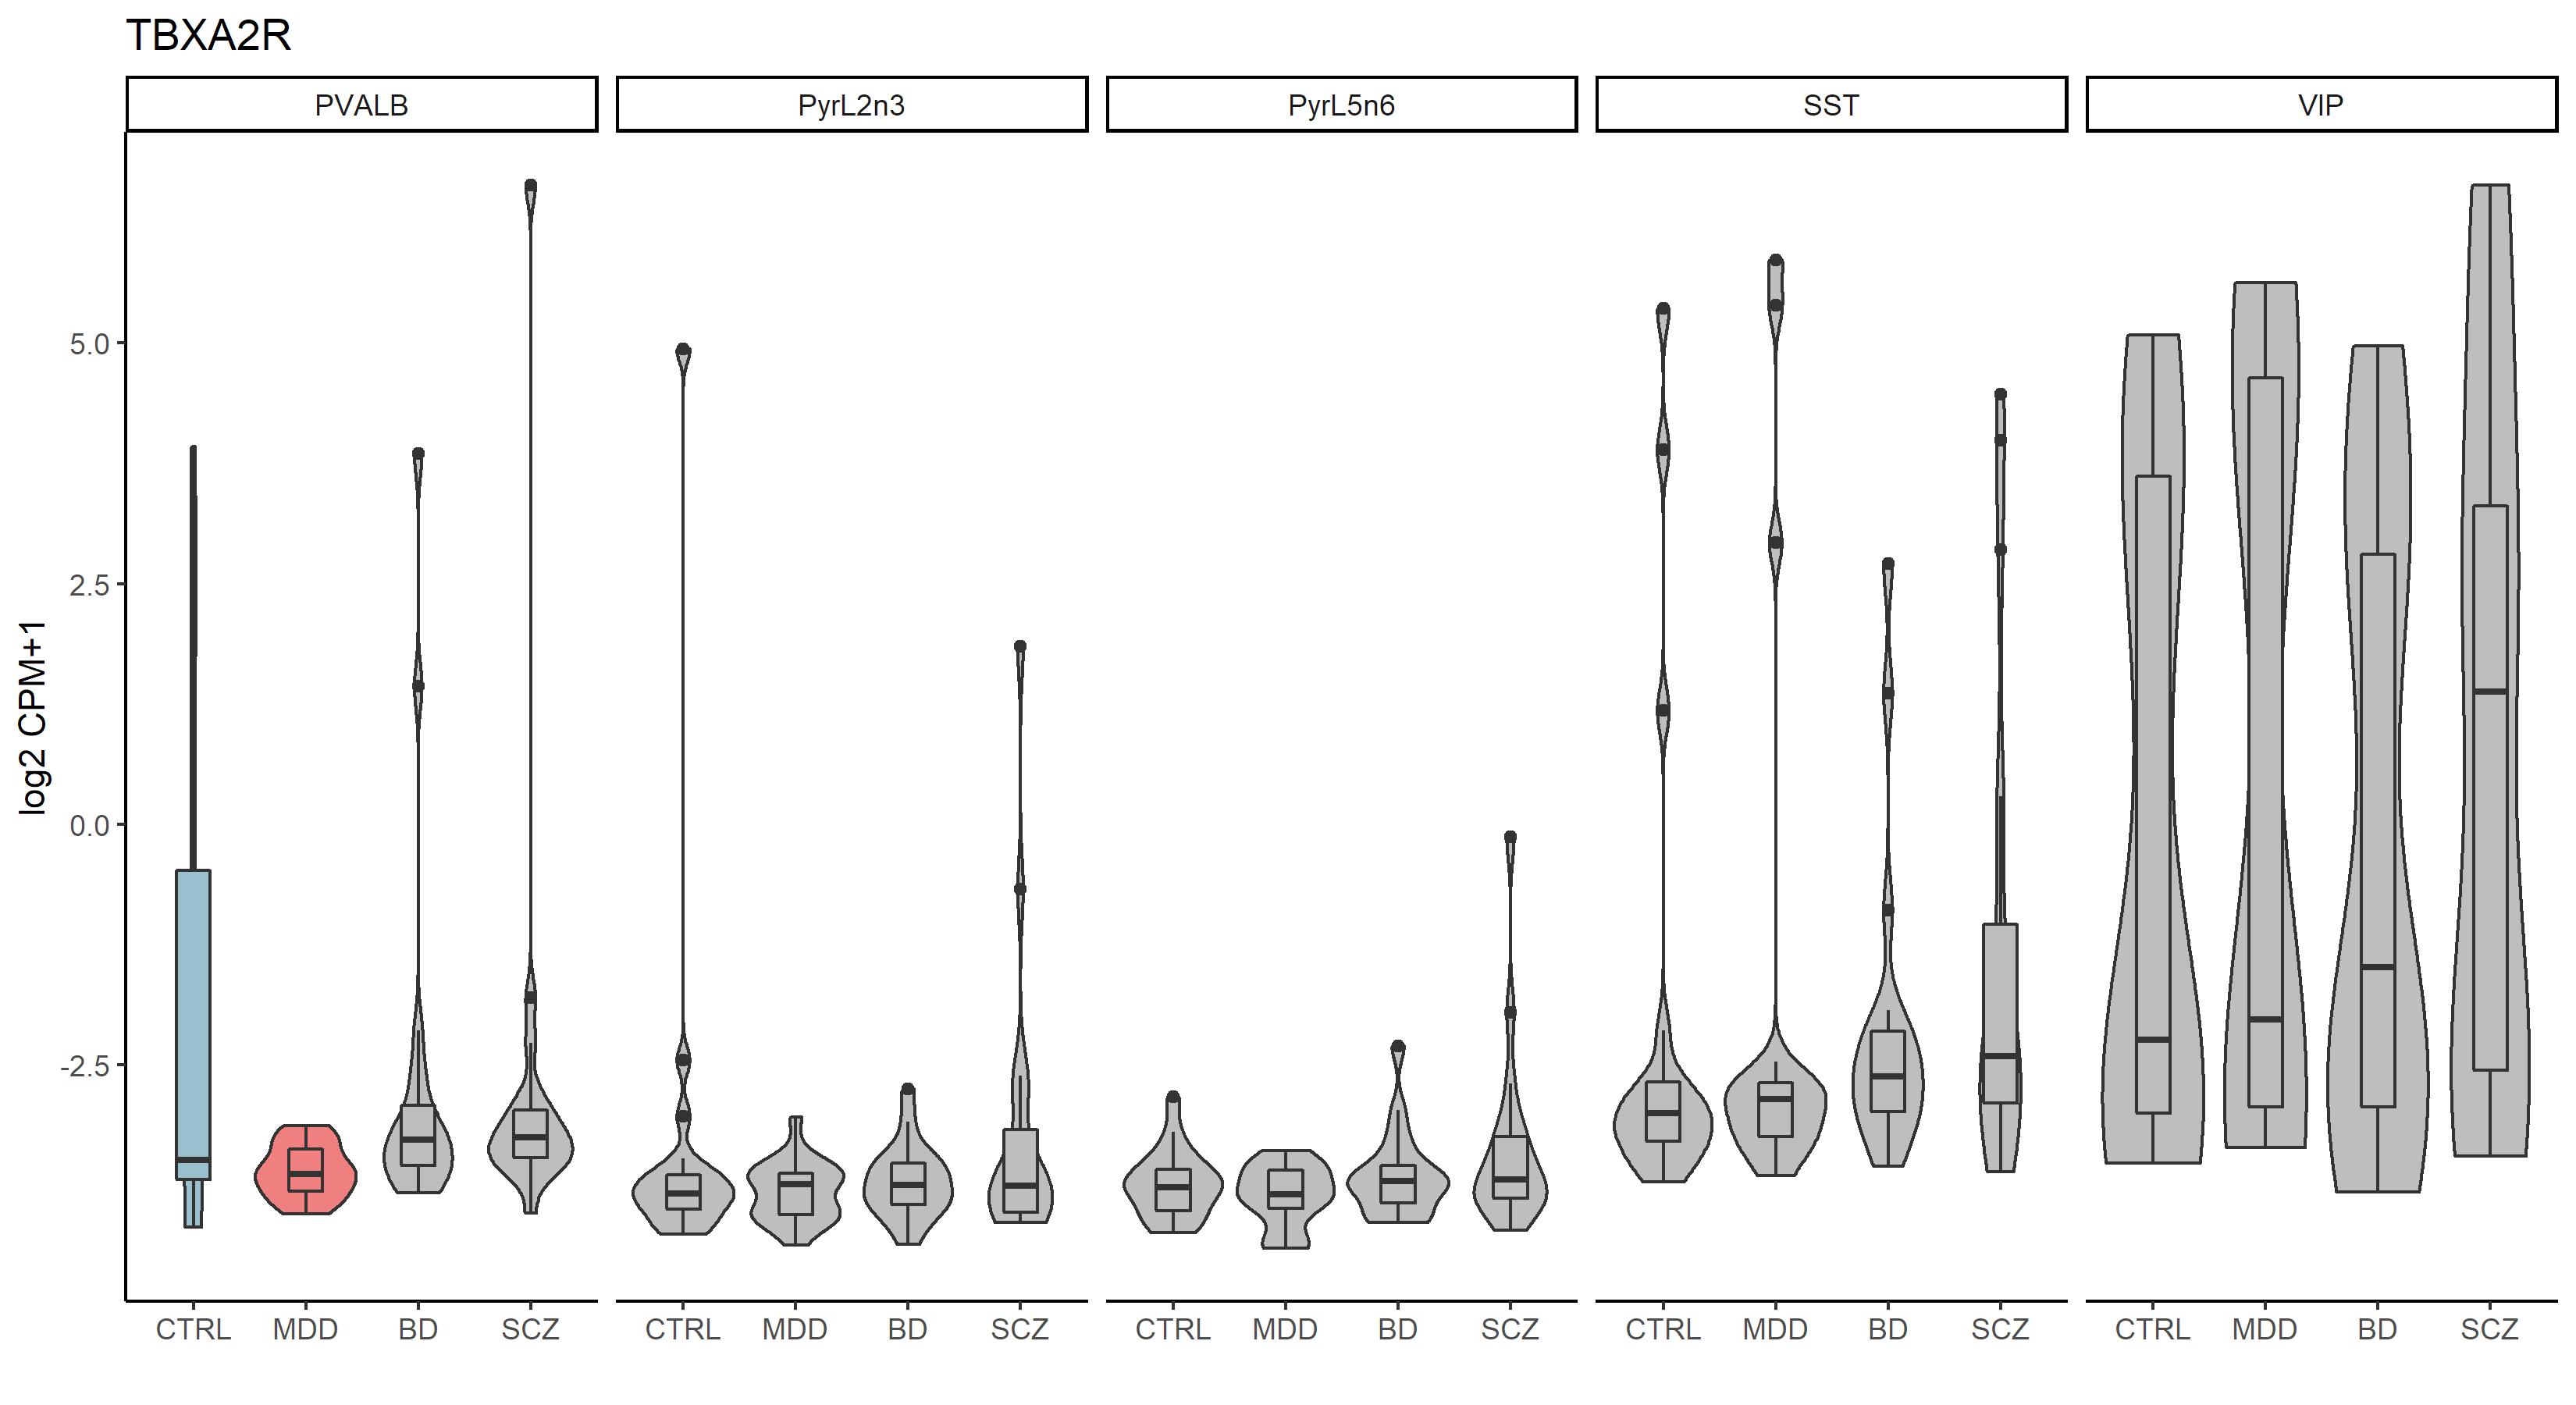 TBXA2R
PVALB PyrL2n3 PyrL5n6 SST VIP
log2 CPM+1
5.0
2.5
0.0
-2.5
CTRL MDD BD SCZ CTRL MDD BD SCZ CTRL MDD BD SCZ CTRL MDD BD SCZ CTRL MDD BD SCZ